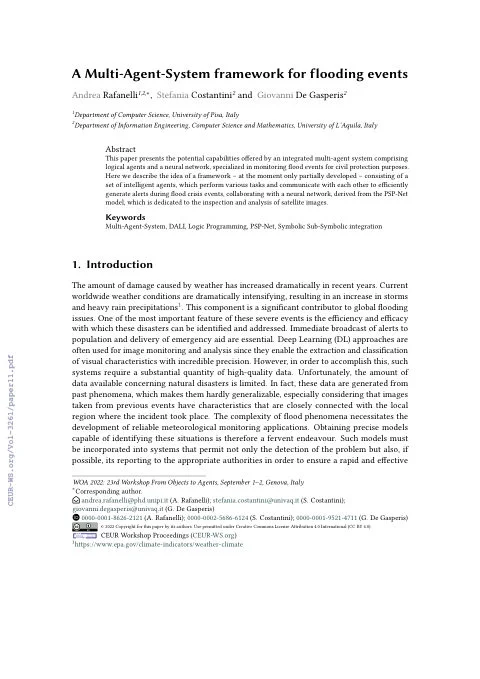 A Multi-Agent-System framework for flooding events
Andrea Rafanelli1,2,*, Stefania Costantini2 and Giovanni De Gasperis2
1Department of Computer Science, University of Pisa, Italy
2Department of Information Engineering, Computer Science and Mathematics, University of L'Aquila, Italy
Abstract
This paper presents the potential capabilities offered by an integrated multi-agent system comprising
logical agents and a neural network, specialized in monitoring flood events for civil protection purposes.
Here we describe the idea of a framework – at the moment only partially developed – consisting of a
set of intelligent agents, which perform various tasks and communicate with each other to efficiently
generate alerts during flood crisis events, collaborating with a neural network, derived from the PSP-Net
model, which is dedicated to the inspection and analysis of satellite images.
Keywords
Multi-Agent-System, DALI, Logic Programming, PSP-Net, Symbolic Sub-Symbolic integration
1. Introduction
The amount of damage caused by weather has increased dramatically in recent years. Current
worldwide weather conditions are dramatically intensifying, resulting in an increase in storms
and heavy rain precipitations1. This component is a significant contributor to global flooding
issues. One of the most important feature of these severe events is the efficiency and efficacy
with which these disasters can be identified and addressed. Immediate broadcast of alerts to
population and delivery of emergency aid are essential. Deep Learning (DL) approaches are
often used for image monitoring and analysis since they enable the extraction and classification
of visual characteristics with incredible precision. However, in order to accomplish this, such
systems require a substantial quantity of high-quality data. Unfortunately, the amount of
data available concerning natural disasters is limited. In fact, these data are generated from
past phenomena, which makes them hardly generalizable, especially considering that images
taken from previous events have characteristics that are closely connected with the local
region where the incident took place. The complexity of flood phenomena necessitates the
development of reliable meteorological monitoring applications. Obtaining precise models
capable of identifying these situations is therefore a fervent endeavour. Such models must
be incorporated into systems that permit not only the detection of the problem but also, if
possible, its reporting to the appropriate authorities in order to ensure a rapid and effective
WOA 2022: 23rd Workshop From Objects to Agents, September 1–2, Genova, Italy
*Corresponding author.
andrea.rafanelli@phd.unipi.it (A. Rafanelli); stefania.costantini@univaq.it (S. Costantini);
giovanni.degasperis@univaq.it (G. De Gasperis)
0000-0001-8626-2121 (A. Rafanelli); 0000-0002-5686-6124 (S. Costantini); 0000-0001-9521-4711 (G. De Gasperis)
© 2022 Copyright for this paper by its authors. Use permitted under Creative Commons License Attribution 4.0 International (CC BY 4.0).
CEUR Workshop Proceedings (CEUR-WS.org)
1https://www.epa.gov/climate-indicators/weather-climate
CEUR-WS.org/Vol-3261/paper11.pdf